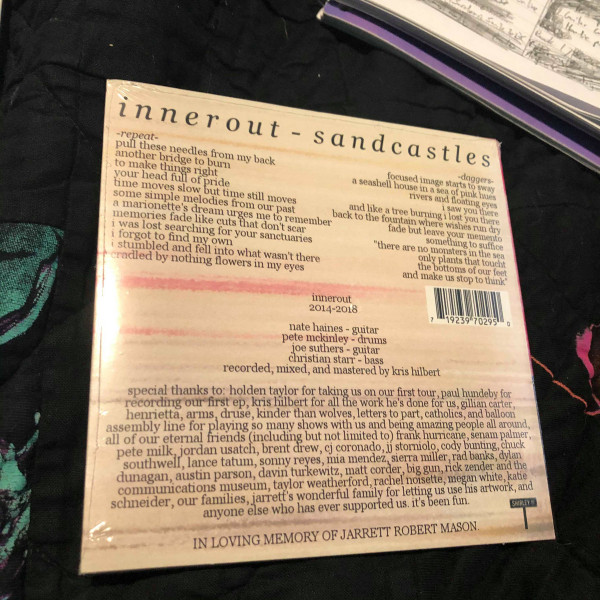 innerout - sandcastles
-repeat-
pull these needles from my back
another bridge to burn
to make things right
your head full of pride
time moves slow but time still moves
some simple melodies from our past
a marionette's dream urges me to remember
memories fade like cuts that don't scar
i was lost searching for your sanctuaries
i forgot to find my own
i stumbled and fell into what wasn't there
cradled by nothing flowers in my eyes
-daggers-
focused image starts to sway
a seashell house in a sea of pink hues
rivers and floating eyes
i saw you there
and like a tree burning i lost you there
back to the fountain where wishes run dry
fade but leave your memento
something to suffice
"there are no monsters in the sea
only plants that toucht
the bottoms of our feet
and make us stop to think"
7 19239 70295 0
innerout
2014-2018
nate haines - guitar
pete mckinley - drums
joe suthers - guitar
christian starr - bass
recorded, mixed, and mastered by kris hilbert
special thanks to: holden taylor for taking us on our first tour, paul hundeby for
recording our first ep, kris hilbert for all the work he's done for us, gillian carter,
henrietta, arms, druse, kinder than wolves, letters to part, catholics, and balloon
assembly line for playing so many shows with us and being amazing people all around,
all of our eternal friends (including but not limited to) frank hurricane, senam palmer,
pete milk, jordan usatch, brent drew, cj coronado, jj storniolo, cody bunting, chuck
southwell, lance tatum, sonny reyes, mia mendez, sierra miller, rad banks, dylan
dunagan, austin parson, davin turkewitz, matt corder, big gun, rick zender and the
communications museum, taylor weatherford, rachel noisette, megan white, katie
schneider, our families, jarrett's wonderful family for letting us use his artwork, and
anyone else who has ever supported us. it's been fun.
IN LOVING MEMORY OF JARRETT ROBERT MASON.